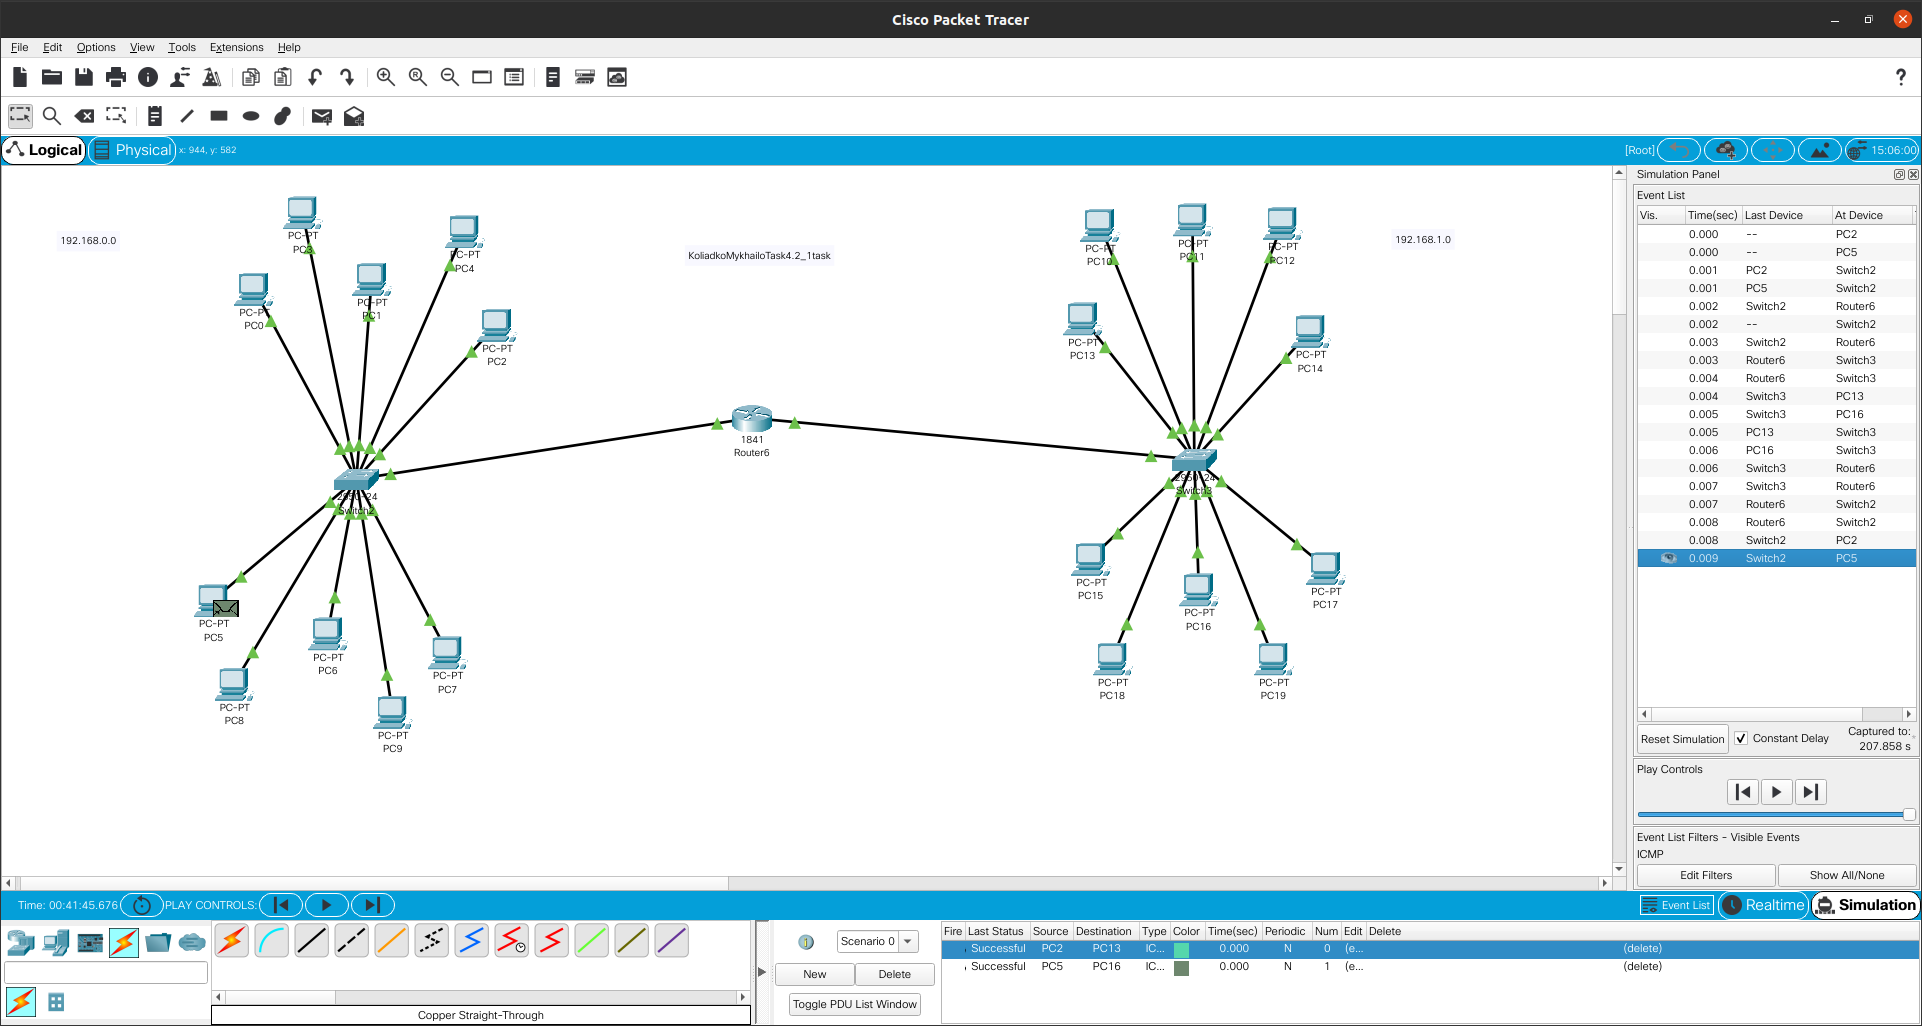 Cisco Packet Tracer
File Edit Options View Tools Extensions Help
Logical Physical x: 944, y: 582
[Root] 15:06:00
192.168.0.0
KoliadkoMykhailoTask4.2_1task
192.168.1.0
PC-PT
PC3
PC-PT
PC4
PC-PT
PC0
PC-PT
PC1
PC-PT
PC2
PC-PT
PC10
PC-PT
PC11
PC-PT
PC12
PC-PT
PC13
PC-PT
PC14
1841
Router6
2950-24
Switch2
2950-24
Switch3
PC-PT
PC5
PC-PT
PC6
PC-PT
PC7
PC-PT
PC8
PC-PT
PC9
PC-PT
PC15
PC-PT
PC16
PC-PT
PC17
PC-PT
PC18
PC-PT
PC19
Simulation Panel
Event List
Vis. Time(sec) Last Device At Device
0.000 -- PC2
0.000 -- PC5
0.001 PC2 Switch2
0.001 PC5 Switch2
0.002 Switch2 Router6
0.002 -- Switch2
0.003 Switch2 Router6
0.003 Router6 Switch3
0.004 Router6 Switch3
0.004 Switch3 PC13
0.005 Switch3 PC16
0.005 PC13 Switch3
0.006 PC16 Switch3
0.006 Switch3 Router6
0.007 Switch3 Router6
0.007 Router6 Switch2
0.008 Router6 Switch2
0.008 Switch2 PC2
0.009 Switch2 PC5
Reset Simulation Constant Delay Captured to:
207.858 s
Play Controls
Event List Filters - Visible Events
ICMP
Edit Filters Show All/None
Time: 00:41:45.676 PLAY CONTROLS:
Event List Realtime Simulation
Copper Straight-Through
Scenario 0
New Delete
Toggle PDU List Window
Fire Last Status Source Destination Type Color Time(sec) Periodic Num Edit Delete
Successful PC2 PC13 IC... 0.000 N 0 (e... (delete)
Successful PC5 PC16 IC... 0.000 N 1 (e... (delete)